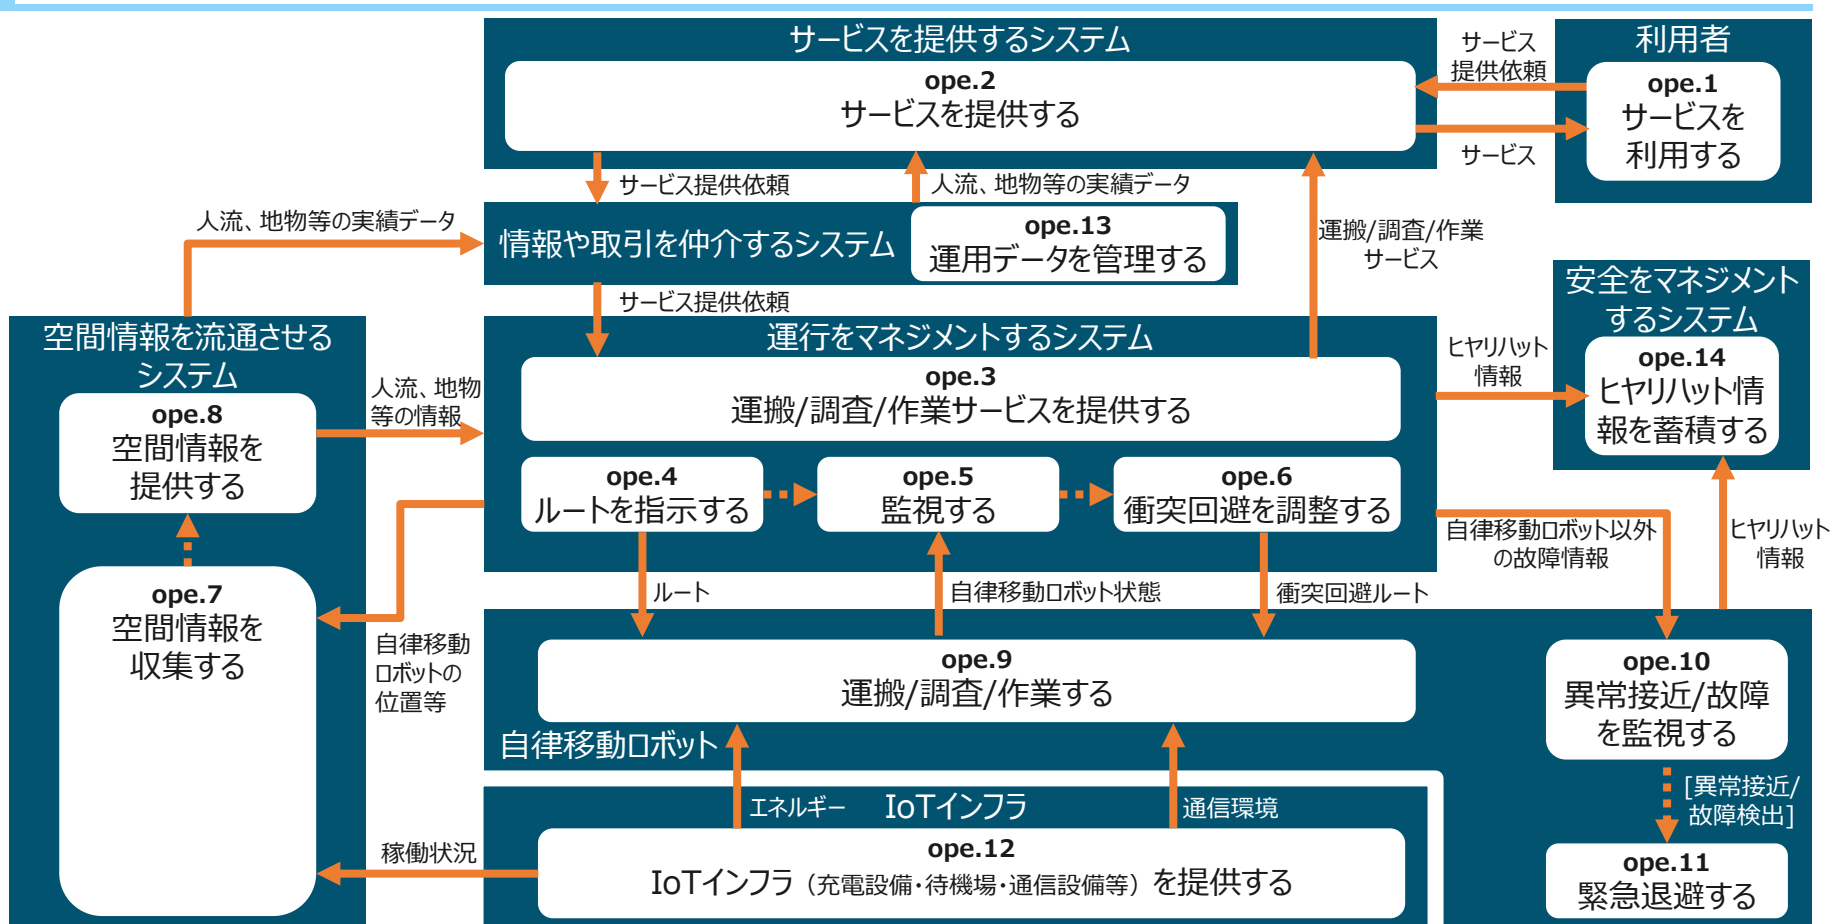 サービスを提供するシステム
ope.2
サービスを提供する
サービス
提供依頼
サービス
利用者
ope.1
サービスを
利用する
サービス提供依頼
人流、地物等の実績データ
人流、地物等の実績データ
情報や取引を仲介するシステム
ope.13
運用データを管理する
運搬/調査/作業
サービス
サービス提供依頼
安全をマネジメント
するシステム
ope.14
ヒヤリハット情
報を蓄積する
空間情報を流通させる
システム
ope.8
空間情報を
提供する
人流、地物
等の情報
運行をマネジメントするシステム
ope.3
運搬/調査/作業サービスを提供する
ヒヤリハット
情報
ope.4
ルートを指示する
ope.5
監視する
ope.6
衝突回避を調整する
自律移動ロボット以外
の故障情報
ヒヤリハット
情報
ope.7
空間情報を
収集する
自律移動
ロボットの
位置等
ルート
自律移動ロボット状態
衝突回避ルート
ope.9
運搬/調査/作業する
自律移動ロボット
ope.10
異常接近/故障
を監視する
[異常接近/
故障検出]
ope.11
緊急退避する
エネルギー
IoTインフラ
通信環境
稼働状況
ope.12
IoTインフラ（充電設備・待機場・通信設備等）を提供する